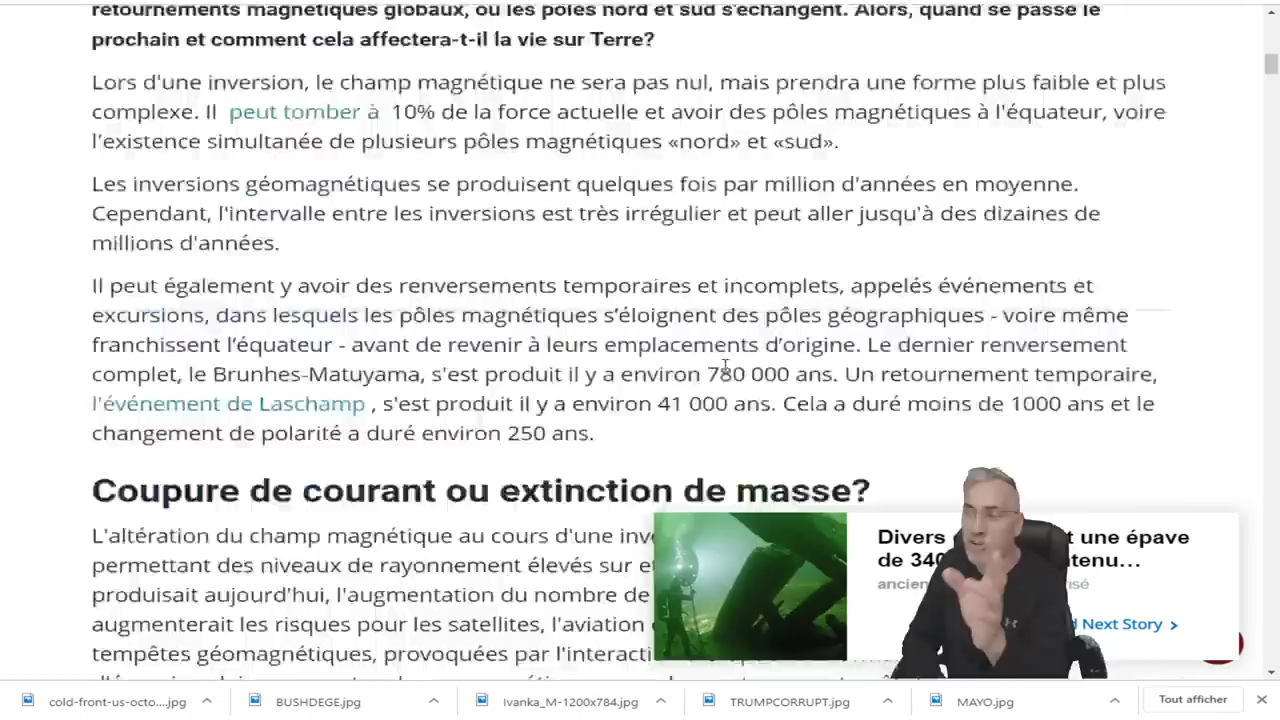 retournements magnétiques globaux, où les pôles nord et sud s'échangent. Alors, quand se passe le
prochain et comment cela affectera-t-il la vie sur Terre?
Lors d'une inversion, le champ magnétique ne sera pas nul, mais prendra une forme plus faible et plus
complexe. Il peut tomber à 10% de la force actuelle et avoir des pôles magnétiques à l'équateur, voire
l'existence simultanée de plusieurs pôles magnétiques «nord» et «sud».
Les inversions géomagnétiques se produisent quelques fois par million d'années en moyenne.
Cependant, l'intervalle entre les inversions est très irrégulier et peut aller jusqu'à des dizaines de
millions d'années.
Il peut également y avoir des renversements temporaires et incomplets, appelés événements et
excursions, dans lesquels les pôles magnétiques s'éloignent des pôles géographiques - voire même
franchissent l'équateur - avant de revenir à leurs emplacements d'origine. Le dernier renversement
complet, le Brunhes-Matuyama, s'est produit il y a environ 780 000 ans. Un retournement temporaire,
l'événement de Laschamp , s'est produit il y a environ 41 000 ans. Cela a duré moins de 1000 ans et le
changement de polarité a duré environ 250 ans.
Coupure de courant ou extinction de masse?
L'altération du champ magnétique au cours d'une
permettant des niveaux de rayonnement élevés sur
produisait aujourd'hui, l'augmentation du nombre de
augmenterait les risques pour les satellites, l'aviation
tempêtes géomagnétiques, provoquées par
Divers une épave
de
Next Story >
cold-front-us-octo....jpg
BUSHDEGE.jpg
Ivanka_M-1200x784.jpg
TRUMPCORRUPT.jpg
MAYO.jpg
Tout afficher